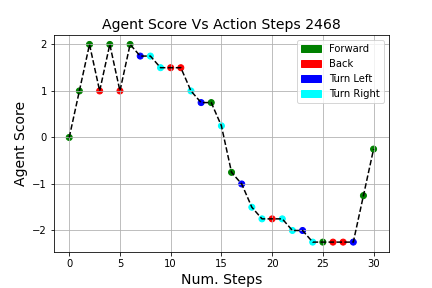 Agent Score Vs Action Steps 2468
Agent Score
2
1
0
−1
−2
Forward
Back
Turn Left
Turn Right
0 5 10 15 20 25 30
Num. Steps